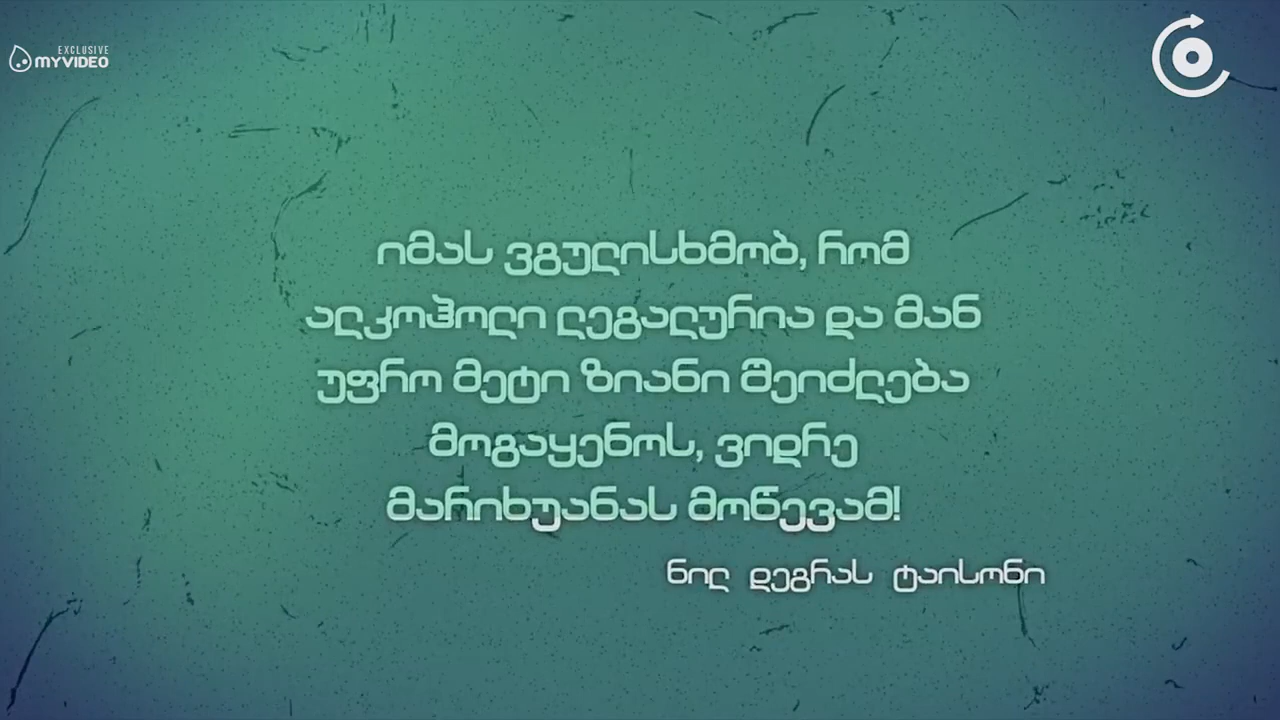 EXCLUSIVE
MYVIDEO
იმას ვგულისხმობ, რომ
ალკოჰოლი ლეგალურია და მან
უფრო მეტი ზიანი შეიძლება
მოგაყენოს, ვიდრე
მარიხუანას მოწევამ!
ნილ დეგრას ტაისონი